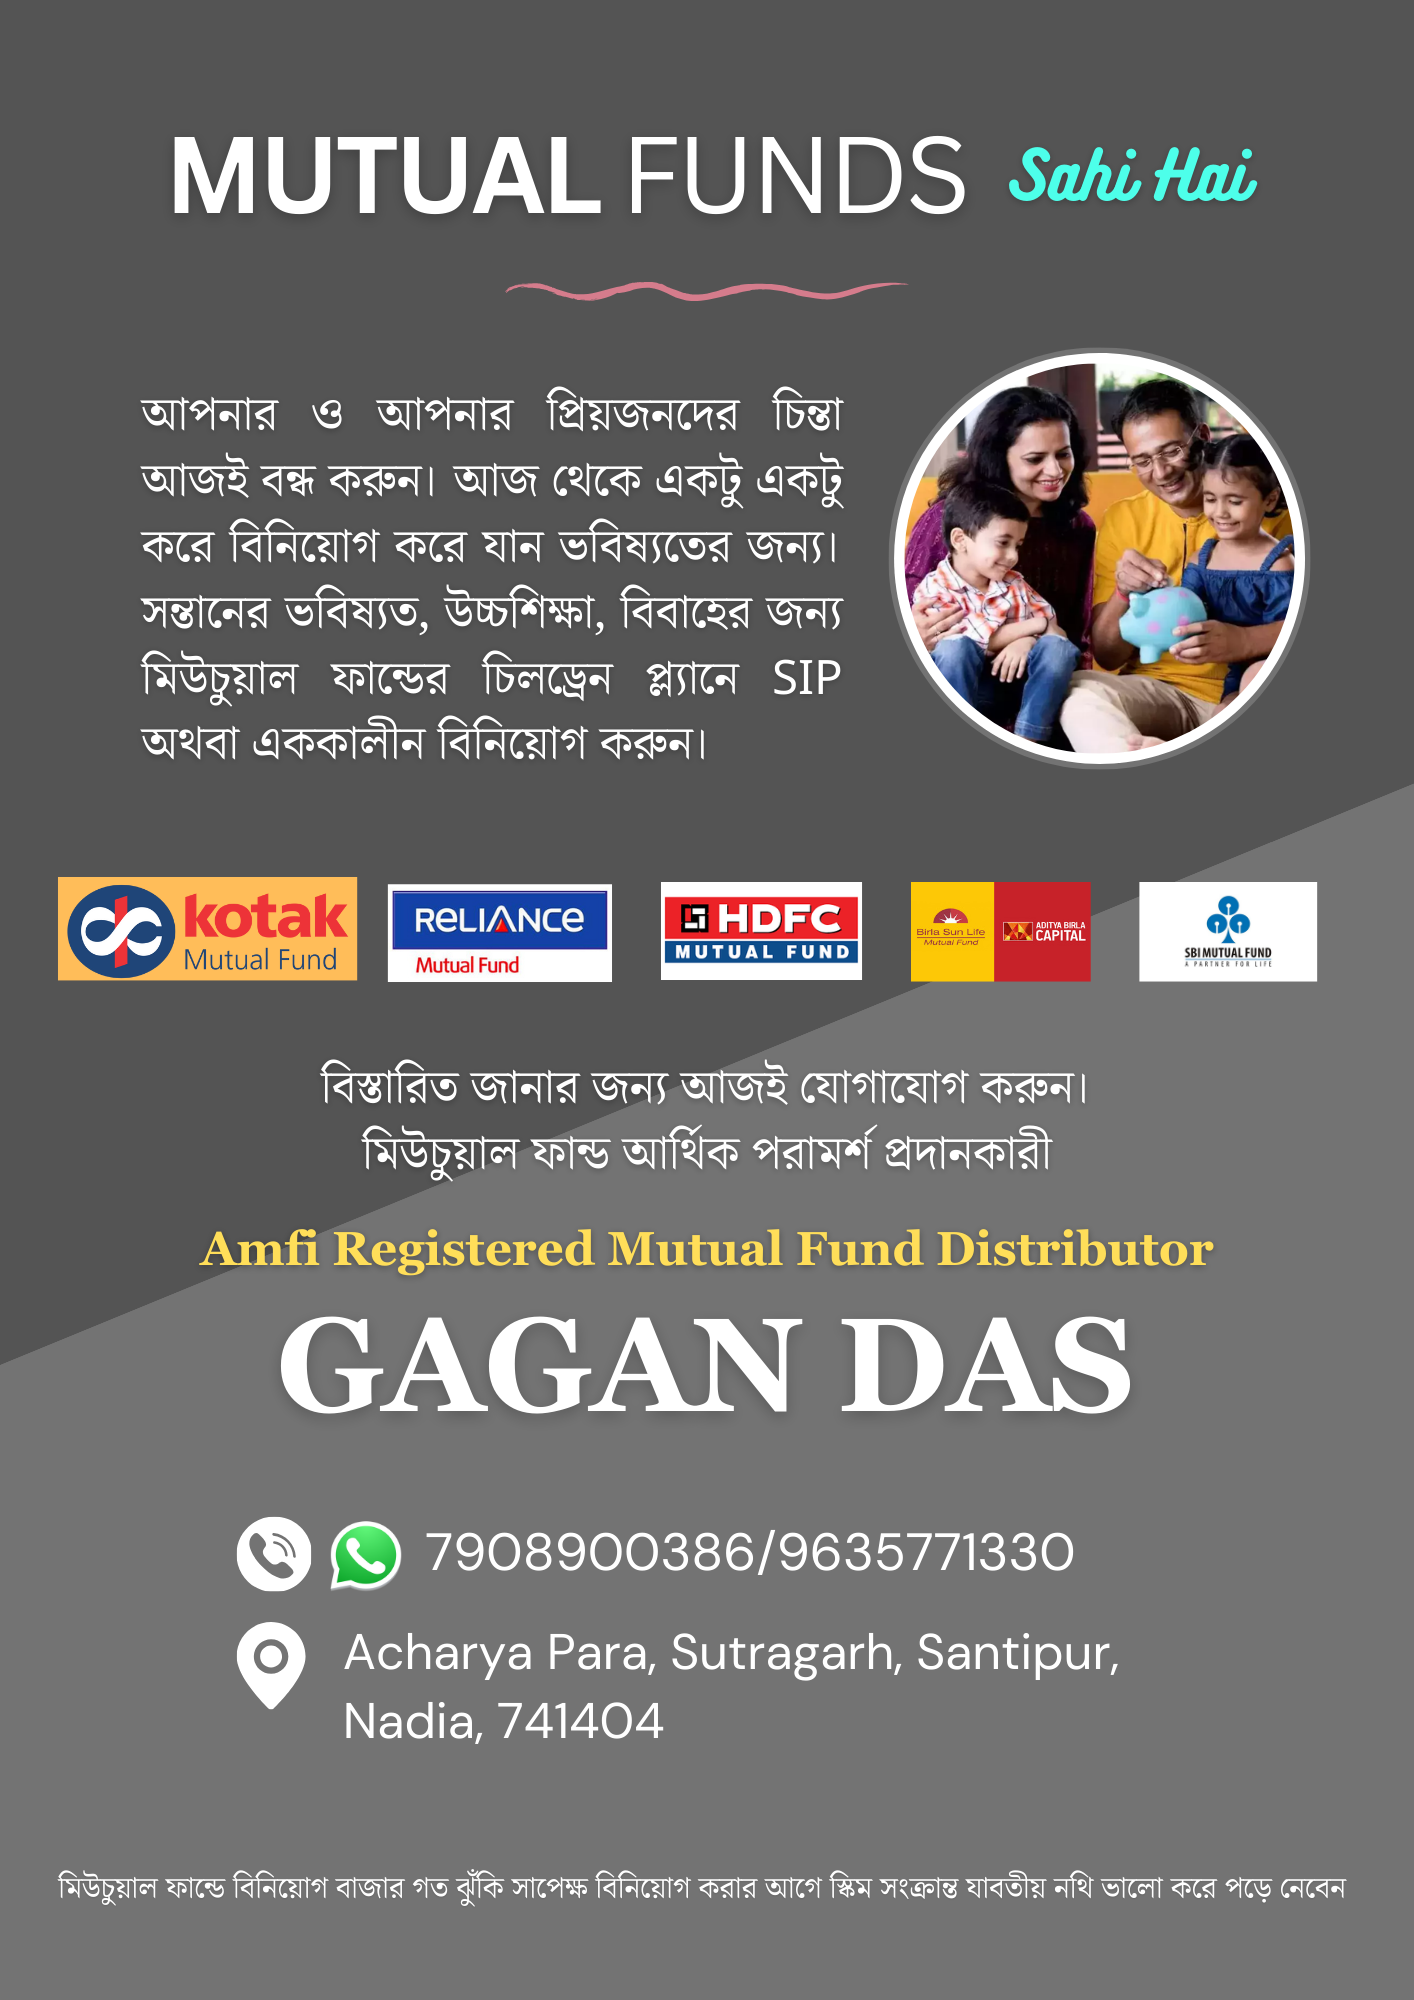 MUTUAL FUNDS Sahi Hai
আপনার ও আপনার প্রিয়জনদের চিন্তা
আজই বন্ধ করুন। আজ থেকে একটু একটু
করে বিনিয়োগ করে যান ভবিষ্যতের জন্য।
সন্তানের ভবিষ্যত, উচ্চশিক্ষা, বিবাহের জন্য
মিউচুয়াল ফান্ডের চিলড্রেন প্ল্যানে SIP
অথবা এককালীন বিনিয়োগ করুন।
kotak
Mutual Fund
RELIANCE
Mutual Fund
HDFC
MUTUAL FUND
Birla Sun Life
Mutual Fund
ADITYA BIRLA
CAPITAL
SBI MUTUAL FUND
A PARTNER FOR LIFE
বিস্তারিত জানার জন্য আজই যোগাযোগ করুন।
মিউচুয়াল ফান্ড আর্থিক পরামর্শ প্রদানকারী
Amfi Registered Mutual Fund Distributor
GAGAN DAS
7908900386/9635771330
Acharya Para, Sutragarh, Santipur,
Nadia, 741404
মিউচুয়াল ফান্ডে বিনিয়োগ বাজার গত ঝুঁকি সাপেক্ষ বিনিয়োগ করার আগে স্কিম সংক্রান্ত যাবতীয় নথি ভালো করে পড়ে নেবেন